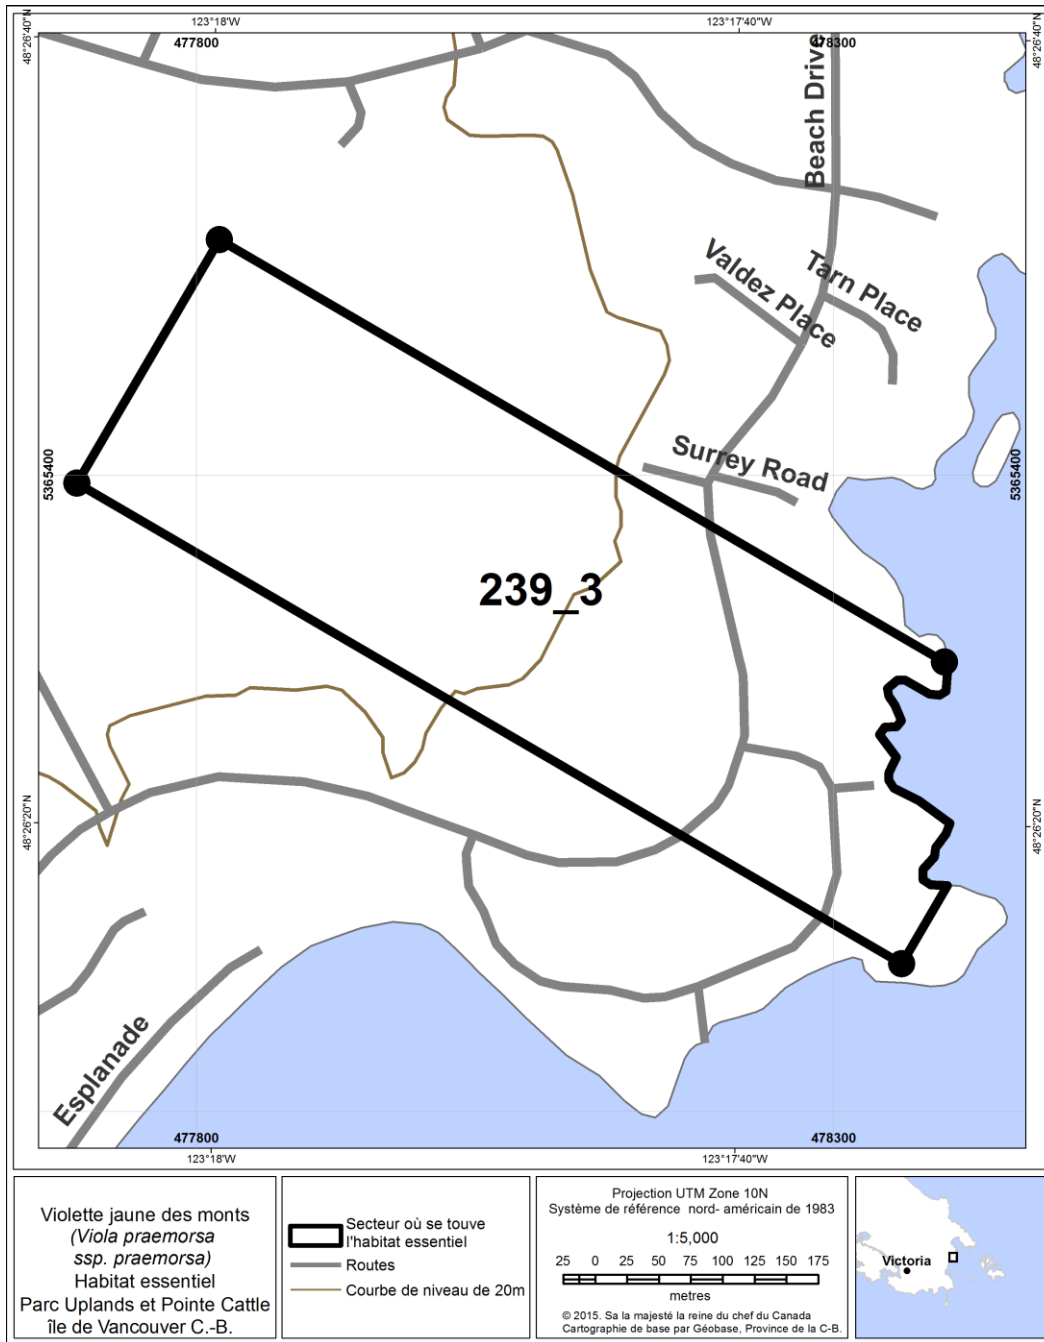 123°18'W
123°17'40"W
48°26'40"N
477800
478300
48°26'40"N
Beach Drive
Valdez Place
Tarn Place
Surrey Road
5365400
5365400
239_3
48°26'20"N
48°26'20"N
Esplanade
477800
478300
123°18'W
123°17'40"W
Violette jaune des monts
(Viola praemorsa
ssp. praemorsa)
Habitat essentiel
Parc Uplands et Pointe Cattle
île de Vancouver C.-B.
Secteur où se touve
l'habitat essentiel
Routes
Courbe de niveau de 20m
Projection UTM Zone 10N
Système de référence nord- américain de 1983
1:5,000
25 0 25 50 75 100 125 150 175
metres
© 2015. Sa la majesté la reine du chef du Canada
Cartographie de base par Géobase, Province de la C-B.
Victoria